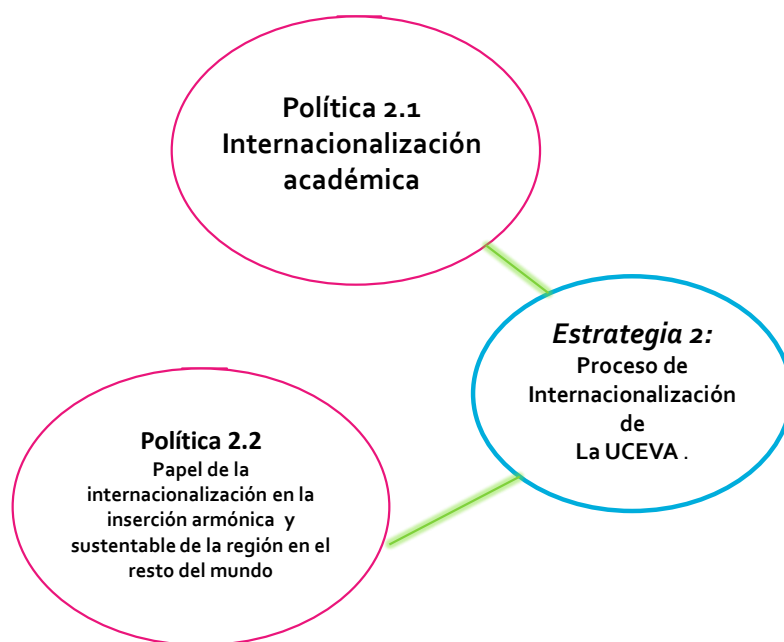 Política 2.1
Internacionalización
académica
Estrategia 2:
Proceso de
Internacionalización
de
La UCEVA .
Política 2.2
Papel de la
internacionalización en la
inserción armónica y
sustentable de la región en el
resto del mundo